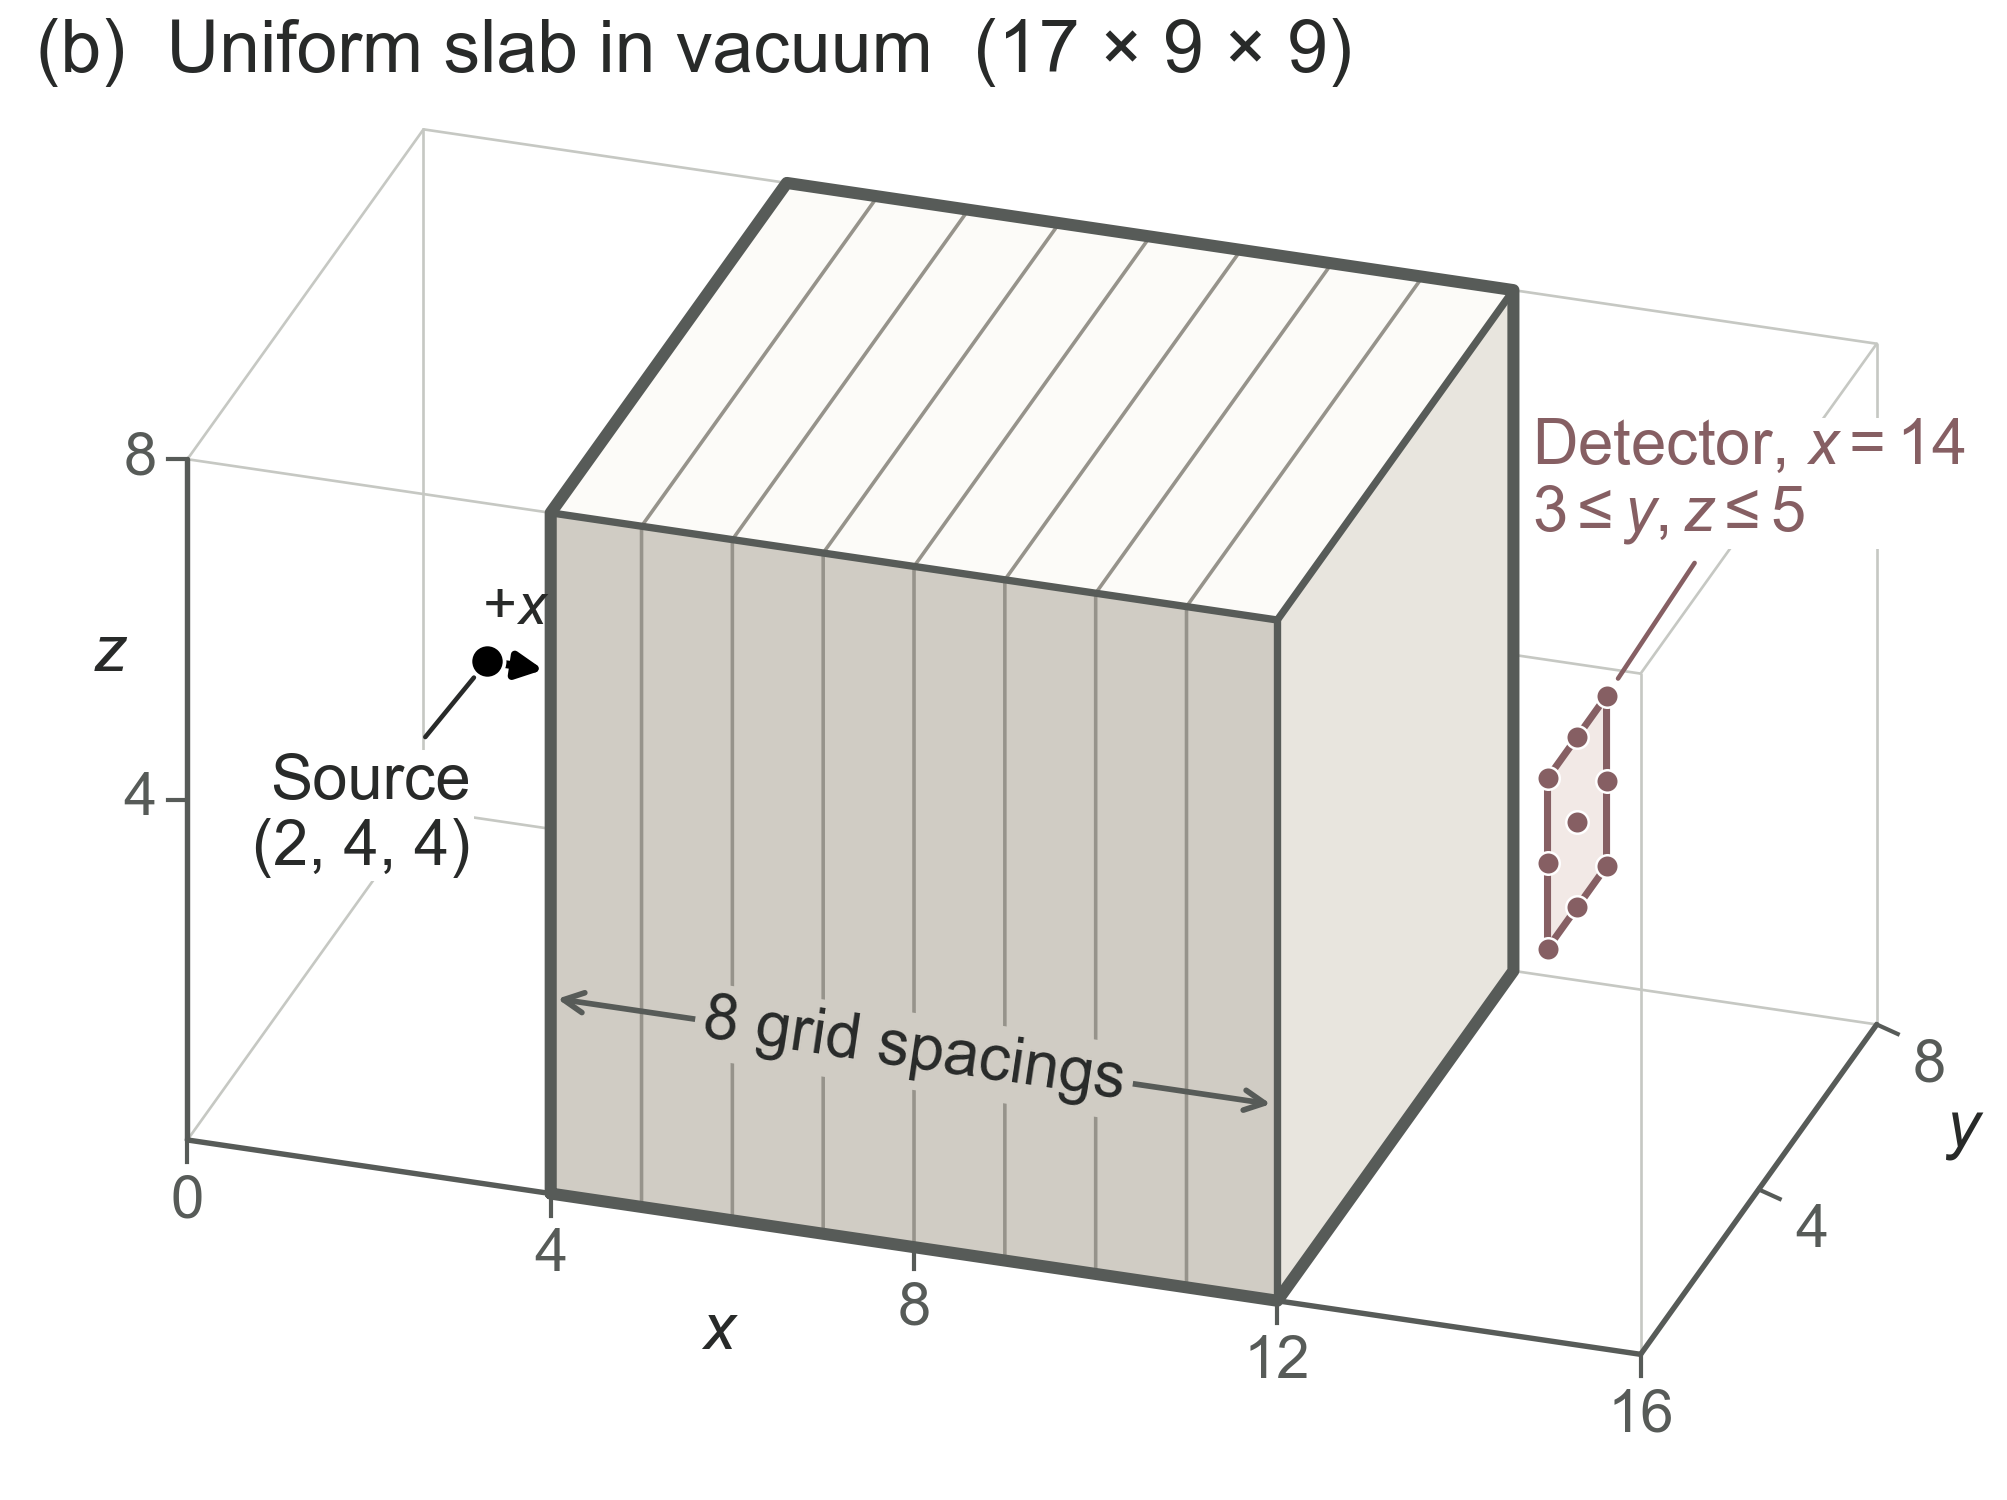 (b) Uniform slab in vacuum (17 × 9 × 9)
Detector, x = 14
3 ≤ y, z ≤ 5
8
+x
z
Source
(2, 4, 4)
4
8 grid spacings
8
y
4
0
4
8
x
12
16